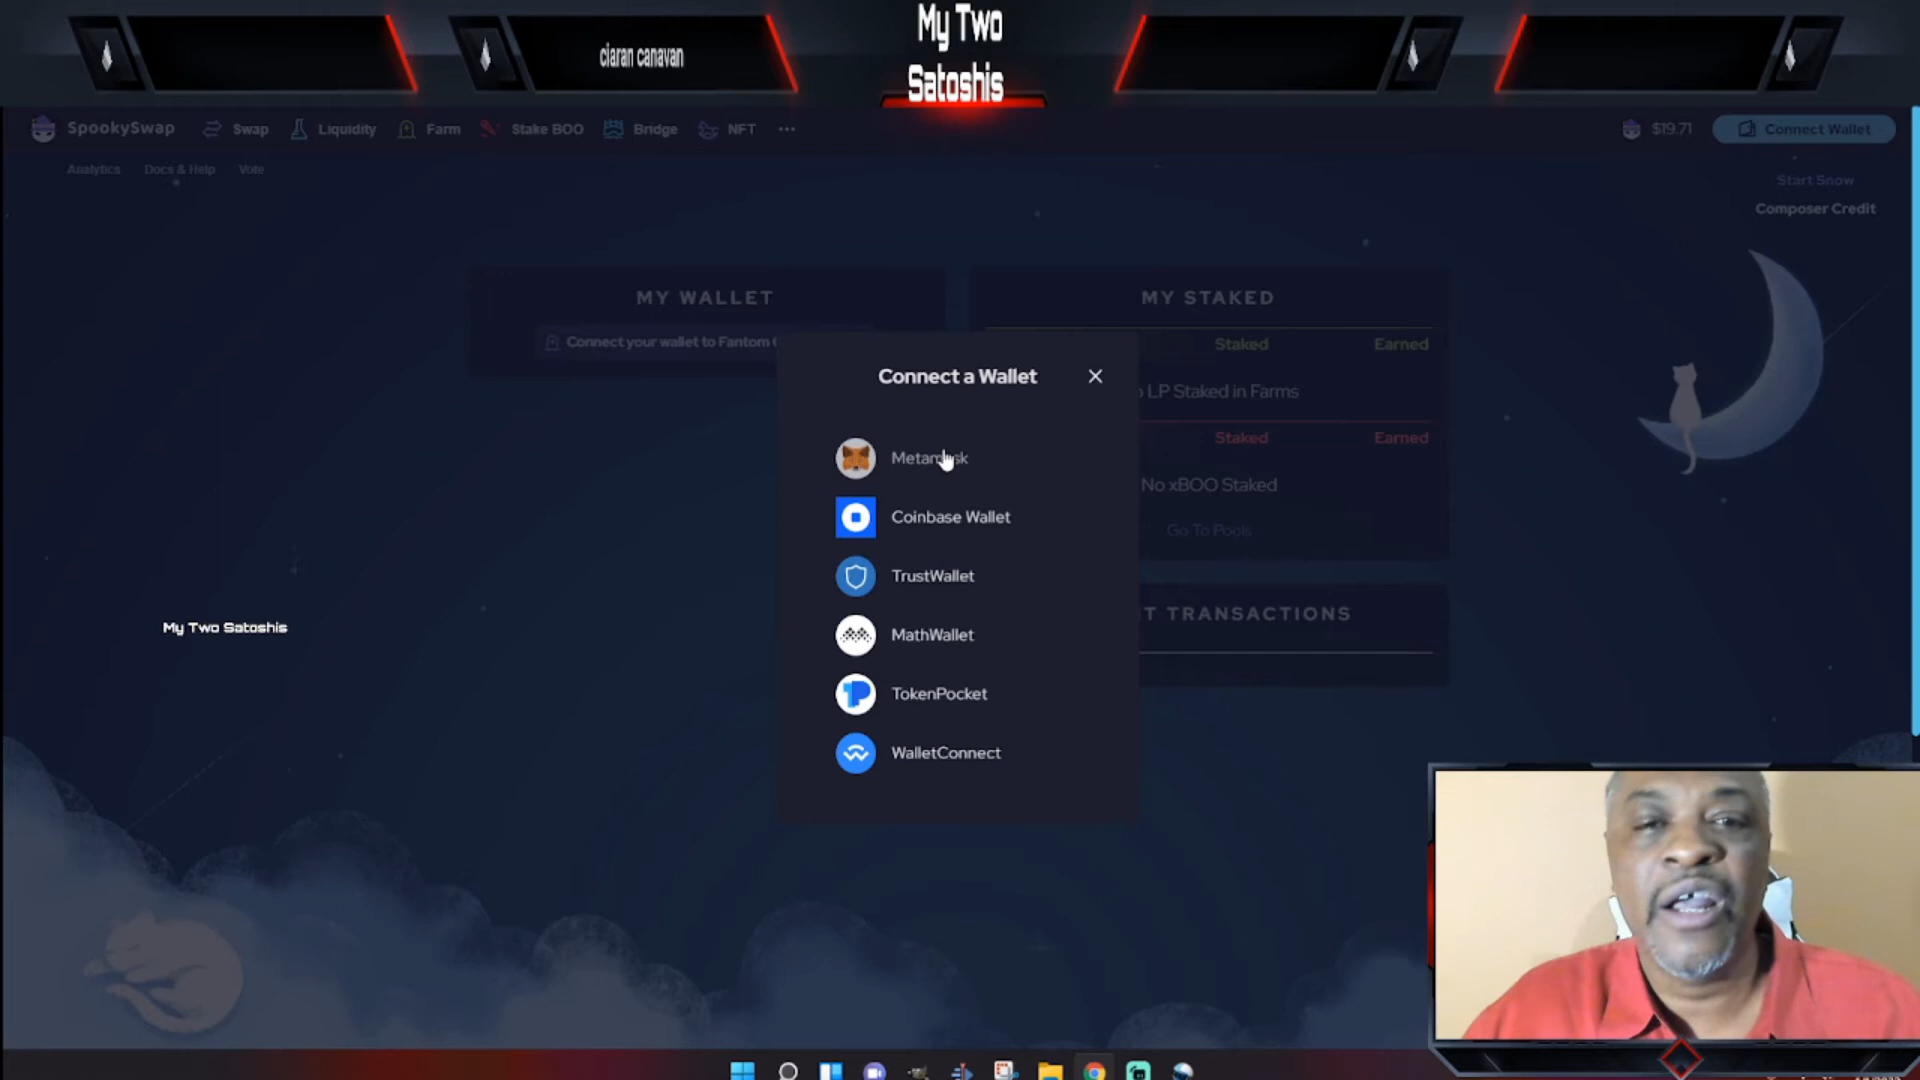 My Two
Satoshis
ciaran canavan
SpookySwap Swap Liquidity Farm Stake BOO Bridge NFT $19.71 Connect Wallet
Analytics Docs & Help Vote
Start Snow
Composer Credit
MY WALLET
Connect your wallet to Fantom
MY STAKED
Staked Earned
LP Staked in Farms
Staked Earned
No xBOO Staked
Go To Pools
TRANSACTIONS
Connect a Wallet
Metamask
Coinbase Wallet
TrustWallet
MathWallet
TokenPocket
WalletConnect
My Two Satoshis